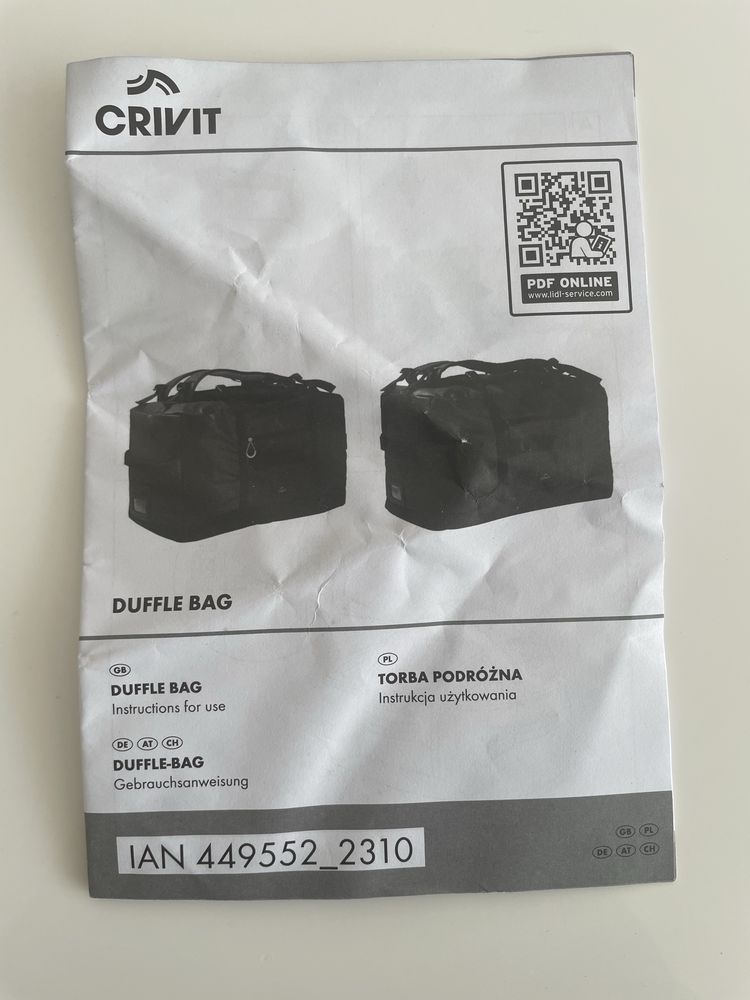 CRIVIT
PDF ONLINE
www.lidl-service.com
DUFFLE BAG
GB
DUFFLE BAG
Instructions for use
DE AT CH
DUFFLE-BAG
Gebrauchsanweisung
PL
TORBA PODRÓŻNA
Instrukcja użytkowania
IAN 449552_2310
GB PL
DE AT CH